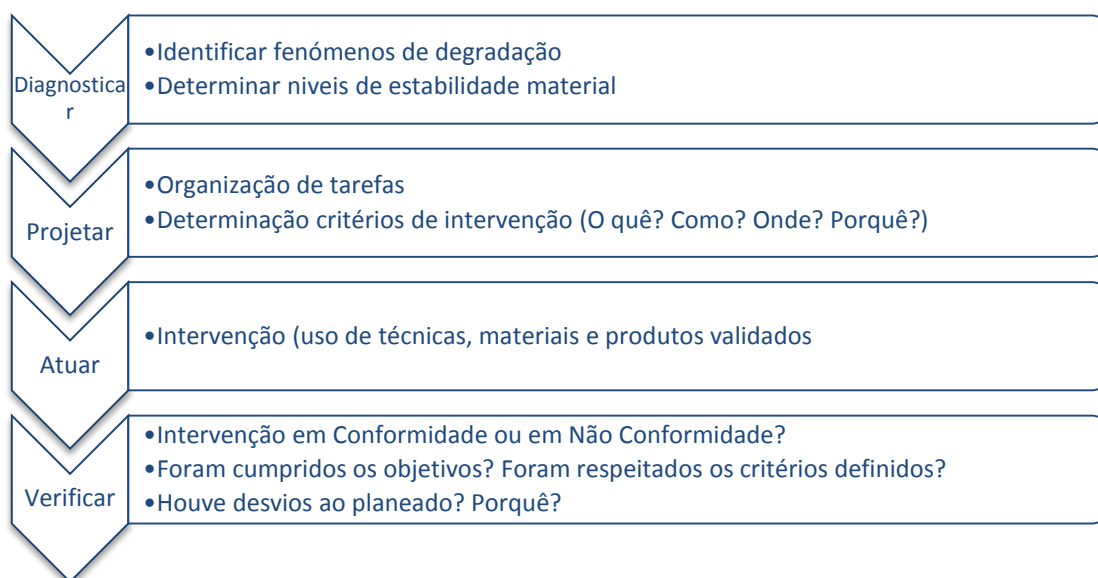 Diagnostica
r
•Identificar fenómenos de degradação
•Determinar niveis de estabilidade material
Projetar
•Organização de tarefas
•Determinação critérios de intervenção (O quê? Como? Onde? Porquê?)
Atuar
•Intervenção (uso de técnicas, materiais e produtos validados
Verificar
•Intervenção em Conformidade ou em Não Conformidade?
•Foram cumpridos os objetivos? Foram respeitados os critérios definidos?
•Houve desvios ao planeado? Porquê?